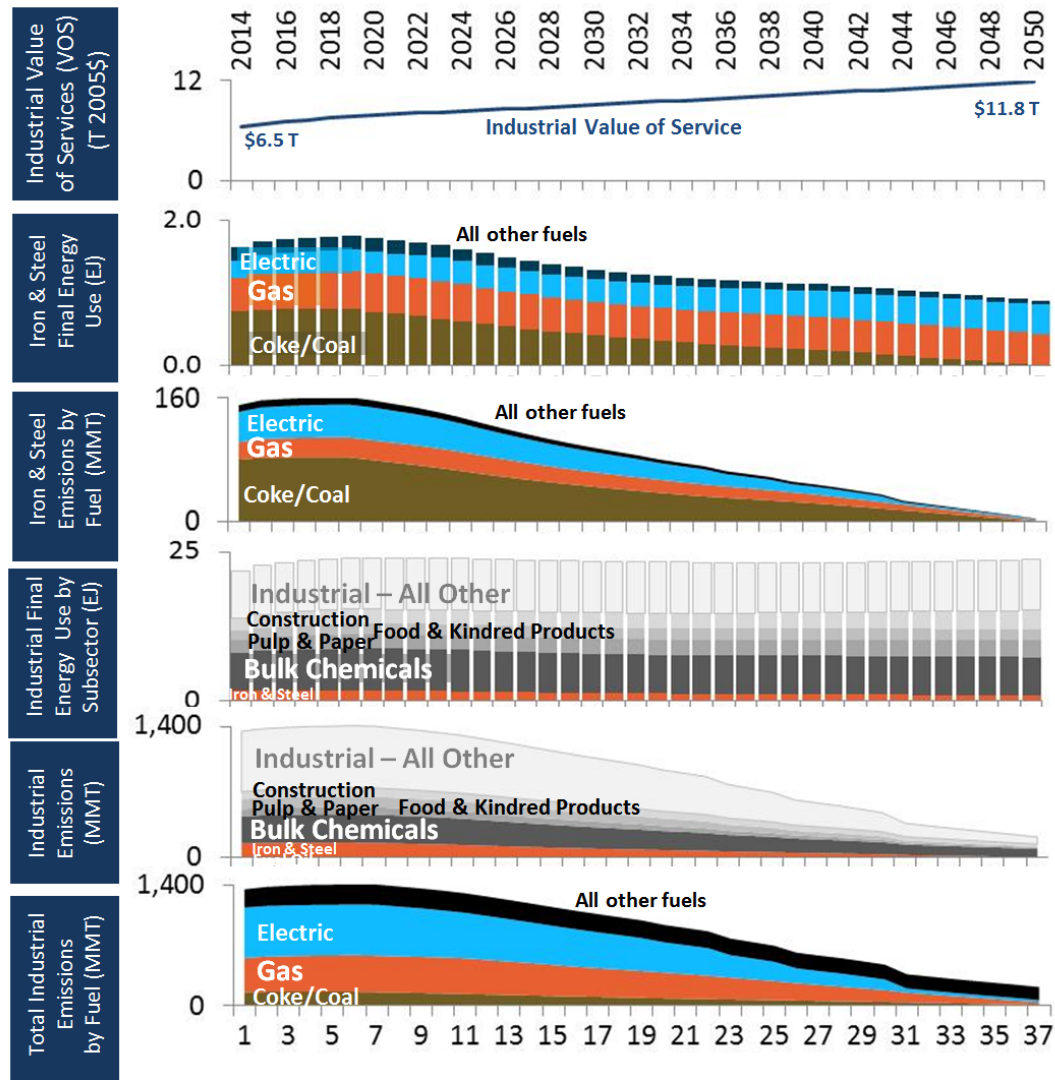 2014 2016 2018 2020 2022 2024 2026 2028 2030 2032 2034 2036 2038 2040 2042 2044 2046 2048 2050
Industrial Value
of Services (VOS)
(T 2005$)
12
0
$6.5 T
Industrial Value of Service
$11.8 T
Iron & Steel
Final Energy
Use (EJ)
2.0
0.0
All other fuels
Electric
Gas
Coke/Coal
Iron & Steel
Emissions by
Fuel (MMT)
160
0
All other fuels
Electric
Gas
Coke/Coal
Industrial Final
Energy Use by
Subsector (EJ)
25
0
Industrial – All Other
Construction
Pulp & Paper Food & Kindred Products
Bulk Chemicals
Iron & Steel
Industrial
Emissions
(MMT)
1,400
0
Industrial – All Other
Construction
Pulp & Paper Food & Kindred Products
Bulk Chemicals
Iron & Steel
Total Industrial
Emissions
by Fuel (MMT)
1,400
0
All other fuels
Electric
Gas
Coke/Coal
1 3 5 7 9 11 13 15 17 19 21 23 25 27 29 31 33 35 37